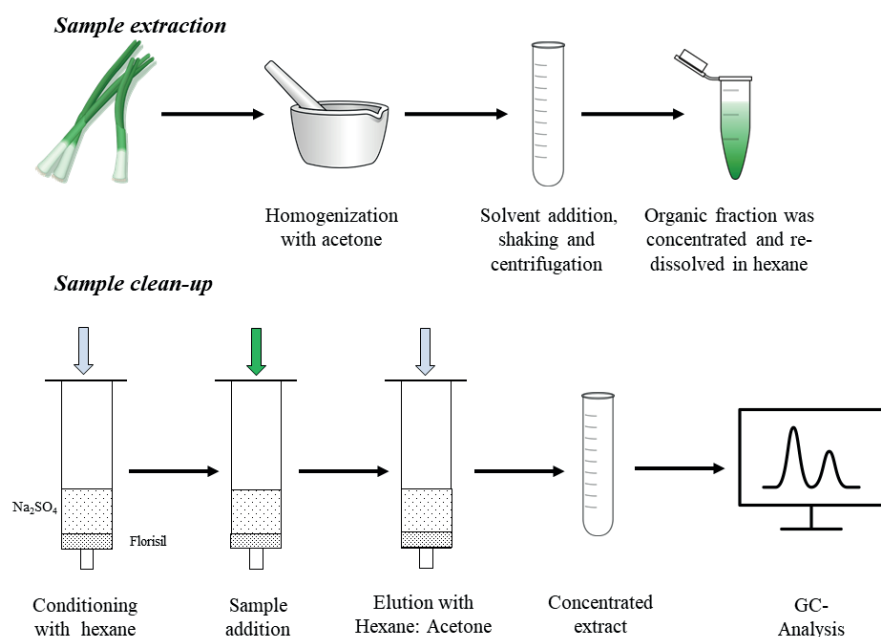 Sample extraction
Homogenization
with acetone
Solvent addition,
shaking and
centrifugation
Organic fraction was
concentrated and re-
dissolved in hexane
Sample clean-up
Na₂SO₄
Florisil
Conditioning
with hexane
Sample
addition
Elution with
Hexane: Acetone
Concentrated
extract
GC-
Analysis